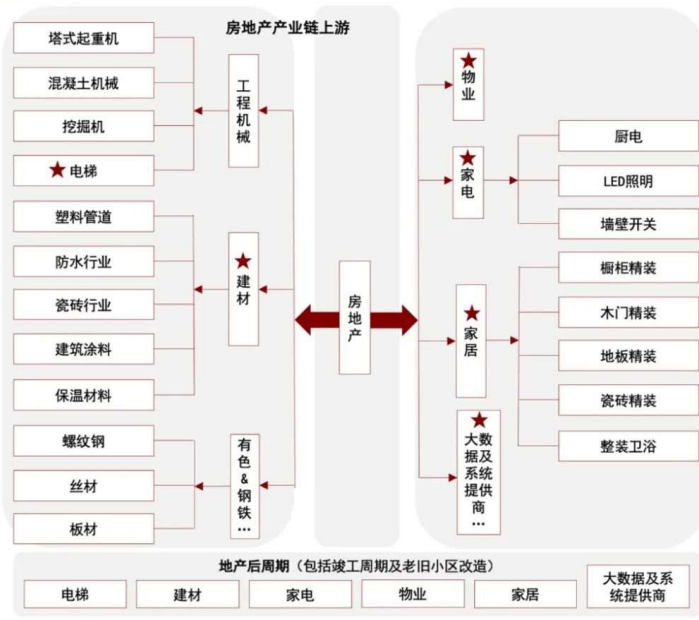 房地产产业链上游
塔式起重机
混凝土机械
挖掘机
电梯
工程机械
塑料管道
防水行业
瓷砖行业
建筑涂料
保温材料
建材
螺纹钢
丝材
板材
有色&钢铁…
房地产
物业
家电
厨电
LED照明
墙壁开关
家居
橱柜精装
木门精装
地板精装
瓷砖精装
整装卫浴
大数
据及
系统
提供
商
…
地产后周期（包括竣工周期及老旧小区改造）
电梯
建材
家电
物业
家居
大数据及系
统提供商